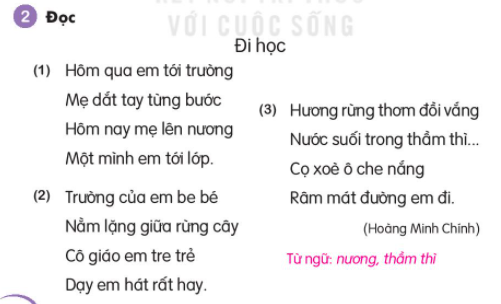 2 Đọc
KẾT NỐI TRI THỨC
VỚI CUỘC SỐNG
Đi học
(1) Hôm qua em tới trường
Mẹ dắt tay từng bước
Hôm nay mẹ lên nương
Một mình em tới lớp.
(2) Trường của em be bé
Nằm lặng giữa rừng cây
Cô giáo em tre trẻ
Dạy em hát rất hay.
(3) Hương rừng thơm đồi vắng
Nước suối trong thầm thì...
Cọ xoè ô che nắng
Râm mát đường em đi.
(Hoàng Minh Chính)
Từ ngữ: nương, thầm thì